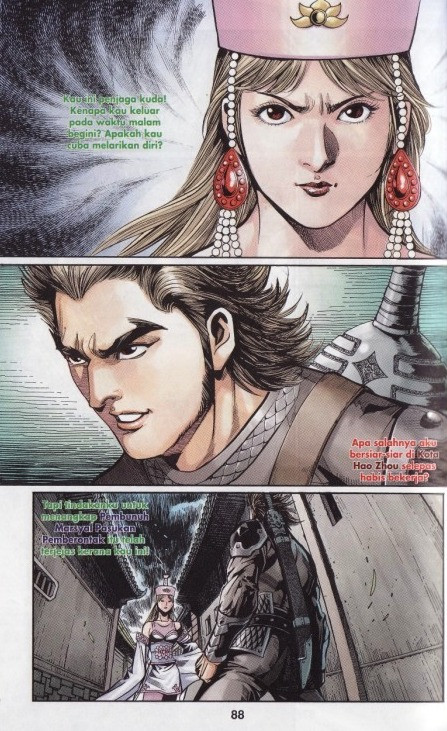 Kau ini penjaga kuda!
Kenapa kau keluar
pada waktu malam
begini? Apakah kau
cuba melarikan diri?
Apa salahnya aku
bersiar-siar di Kota
Hao Zhou selepas
habis bekerja?
Tapi tindakanku untuk
menangkap Pembunuh
Marsyal Pasukan
Pemberontak itu telah
terjejas kerana kau ini!
88